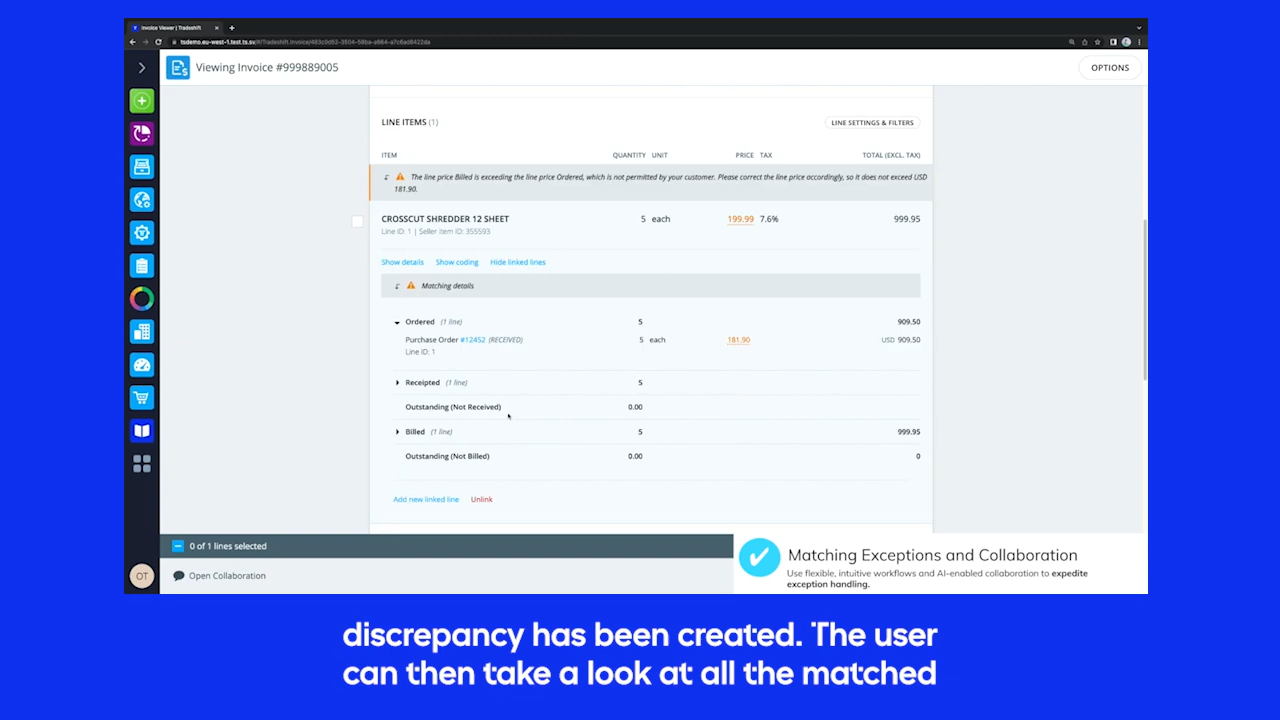 Invoice Viewer | Tradeshift
Viewing Invoice #999889005
OPTIONS
LINE ITEMS (1)
LINE SETTINGS & FILTERS
ITEM QUANTITY UNIT PRICE TAX TOTAL (EXCL. TAX)
The line price Billed is exceeding the line price Ordered, which is not permitted by your customer. Please correct the line price accordingly, so it does not exceed USD
181.90.
CROSSCUT SHREDDER 12 SHEET 5 each 199.99 7.6% 999.95
Line ID: 1 | Seller Item ID: 355593
Show details Show coding Hide linked lines
Matching details
Ordered (1 line) 5 909.50
Purchase Order #12452 (RECEIVED) 5 each 181.90 USD 909.50
Line ID: 1
Receipted (1 line) 5
Outstanding (Not Received) 0.00
Billed (1 line) 5 999.95
Outstanding (Not Billed) 0.00 0
Add new linked line Unlink
0 of 1 lines selected
OT
Open Collaboration
Matching Exceptions and Collaboration
Use flexible, intuitive workflows and AI-enabled collaboration to expedite
exception handling.
discrepancy has been created. The user
can then take a look at all the matched